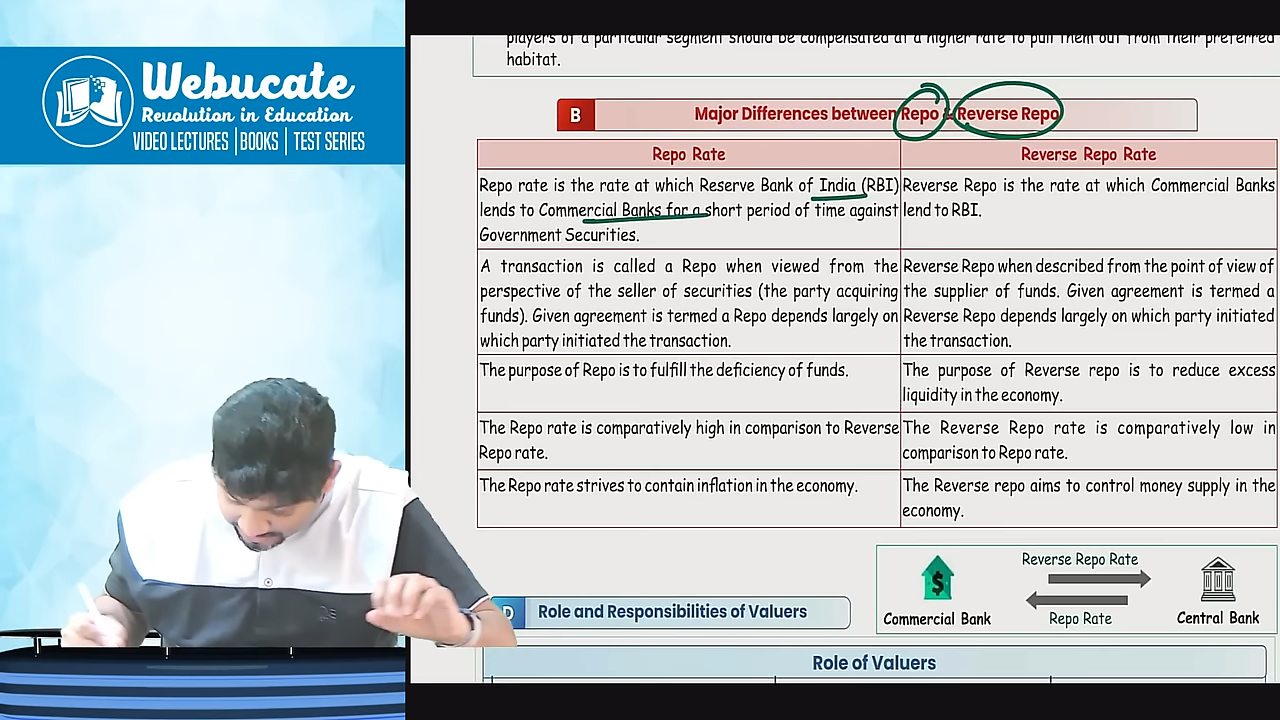 Webucate
Revolution in Education
VIDEO LECTURES | BOOKS | TEST SERIES
players of a particular segment should be compensated at a higher rate to pull them out from their preferred
habitat.
B
Major Differences between Repo & Reverse Repo
Repo Rate
Reverse Repo Rate
Repo rate is the rate at which Reserve Bank of India (RBI)
lends to Commercial Banks for a short period of time against
Government Securities.
Reverse Repo is the rate at which Commercial Banks
lend to RBI.
A transaction is called a Repo when viewed from the
perspective of the seller of securities (the party acquiring
funds). Given agreement is termed a Repo depends largely on
which party initiated the transaction.
Reverse Repo when described from the point of view of
the supplier of funds. Given agreement is termed a
Reverse Repo depends largely on which party initiated
the transaction.
The purpose of Repo is to fulfill the deficiency of funds.
The purpose of Reverse repo is to reduce excess
liquidity in the economy.
The Repo rate is comparatively high in comparison to Reverse
Repo rate.
The Reverse Repo rate is comparatively low in
comparison to Repo rate.
The Repo rate strives to contain inflation in the economy.
The Reverse repo aims to control money supply in the
economy.
Reverse Repo Rate
$
Commercial Bank
Repo Rate
Central Bank
D
Role and Responsibilities of Valuers
Role of Valuers